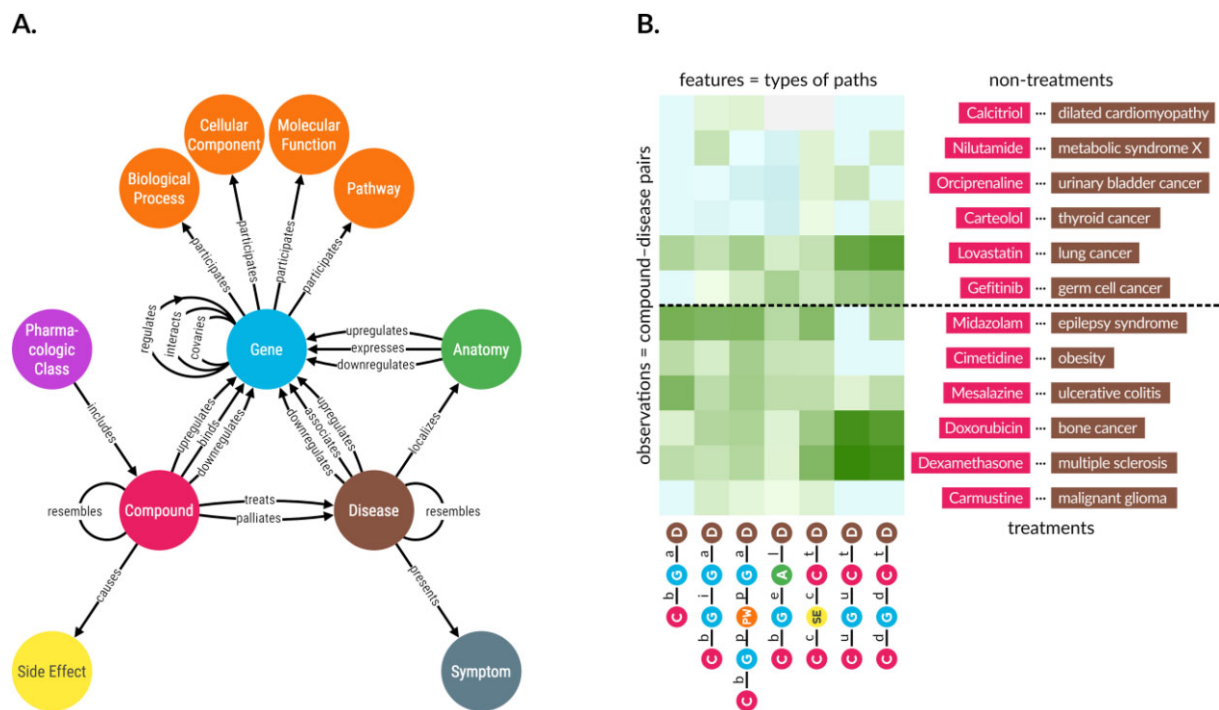 A.
Cellular
Component
Molecular
Function
Biological
Process
Pathway
participates
participates
participates
participates
regulates
interacts
covaries
Gene
upregulates
expresses
downregulates
Anatomy
Pharma-
cologic
Class
includes
upregulates
binds
downregulates
upregulates
associates
downregulates
localizes
resembles
Compound
treats
palliates
Disease
resembles
causes
presents
Side Effect
Symptom
B.
features = types of paths
non-treatments
observations = compound–disease pairs
Calcitriol ··· dilated cardiomyopathy
Nilutamide ··· metabolic syndrome X
Orciprenaline ··· urinary bladder cancer
Carteolol ··· thyroid cancer
Lovastatin ··· lung cancer
Gefitinib ··· germ cell cancer
Midazolam ··· epilepsy syndrome
Cimetidine ··· obesity
Mesalazine ··· ulcerative colitis
Doxorubicin ··· bone cancer
Dexamethasone ··· multiple sclerosis
Carmustine ··· malignant glioma
treatments
C b G a D
C b G i G a D
C b G p PW p G a D
C b G e A l D
C c SE c C t D
C u G u C t D
C d G d C t D